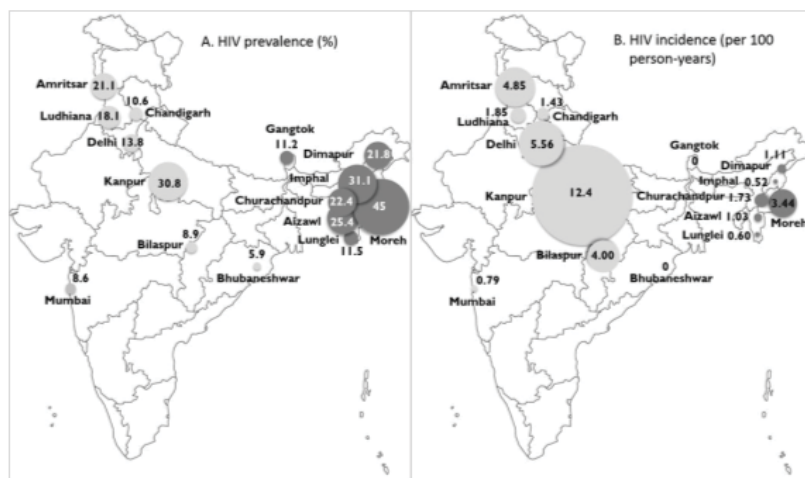 A. HIV prevalence (%)
Amritsar 21.1
10.6
Ludhiana 18.1 Chandigarh
Delhi 13.8
Gangtok
11.2
Dimapur 21.8
Kanpur 30.8
Imphal 31.1
Churachandpur 22.4 45
Aizawl 25.4
Lunglei 11.5 Moreh
8.9
Bilaspur
5.9
Bhubaneshwar
8.6
Mumbai
B. HIV incidence (per 100
person-years)
Amritsar 4.85
1.85 1.43
Ludhiana Chandigarh
Delhi 5.56
Gangtok
0
Dimapur 1.11
Imphal 0.52
Kanpur 12.4
Churachandpur 1.73 3.44
Aizawl 1.03 Moreh
Lunglei 0.60
Bilaspur 4.00
0
Bhubaneshwar
0.79
Mumbai